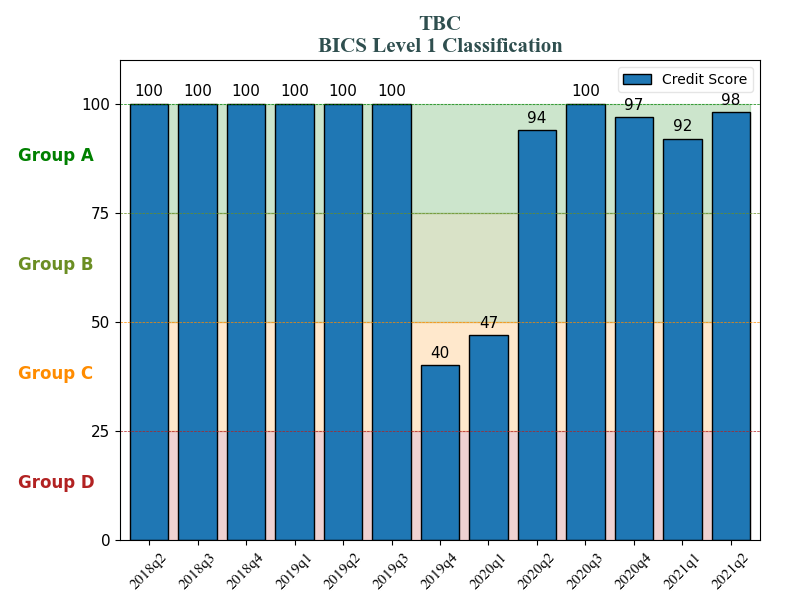 TBC
BICS Level 1 Classification
Credit Score
100 100 100 100 100 100 40 47 94 100 97 92 98
100
Group A
75
Group B
50
Group C
25
Group D
0
2018q2 2018q3 2018q4 2019q1 2019q2 2019q3 2019q4 2020q1 2020q2 2020q3 2020q4 2021q1 2021q2